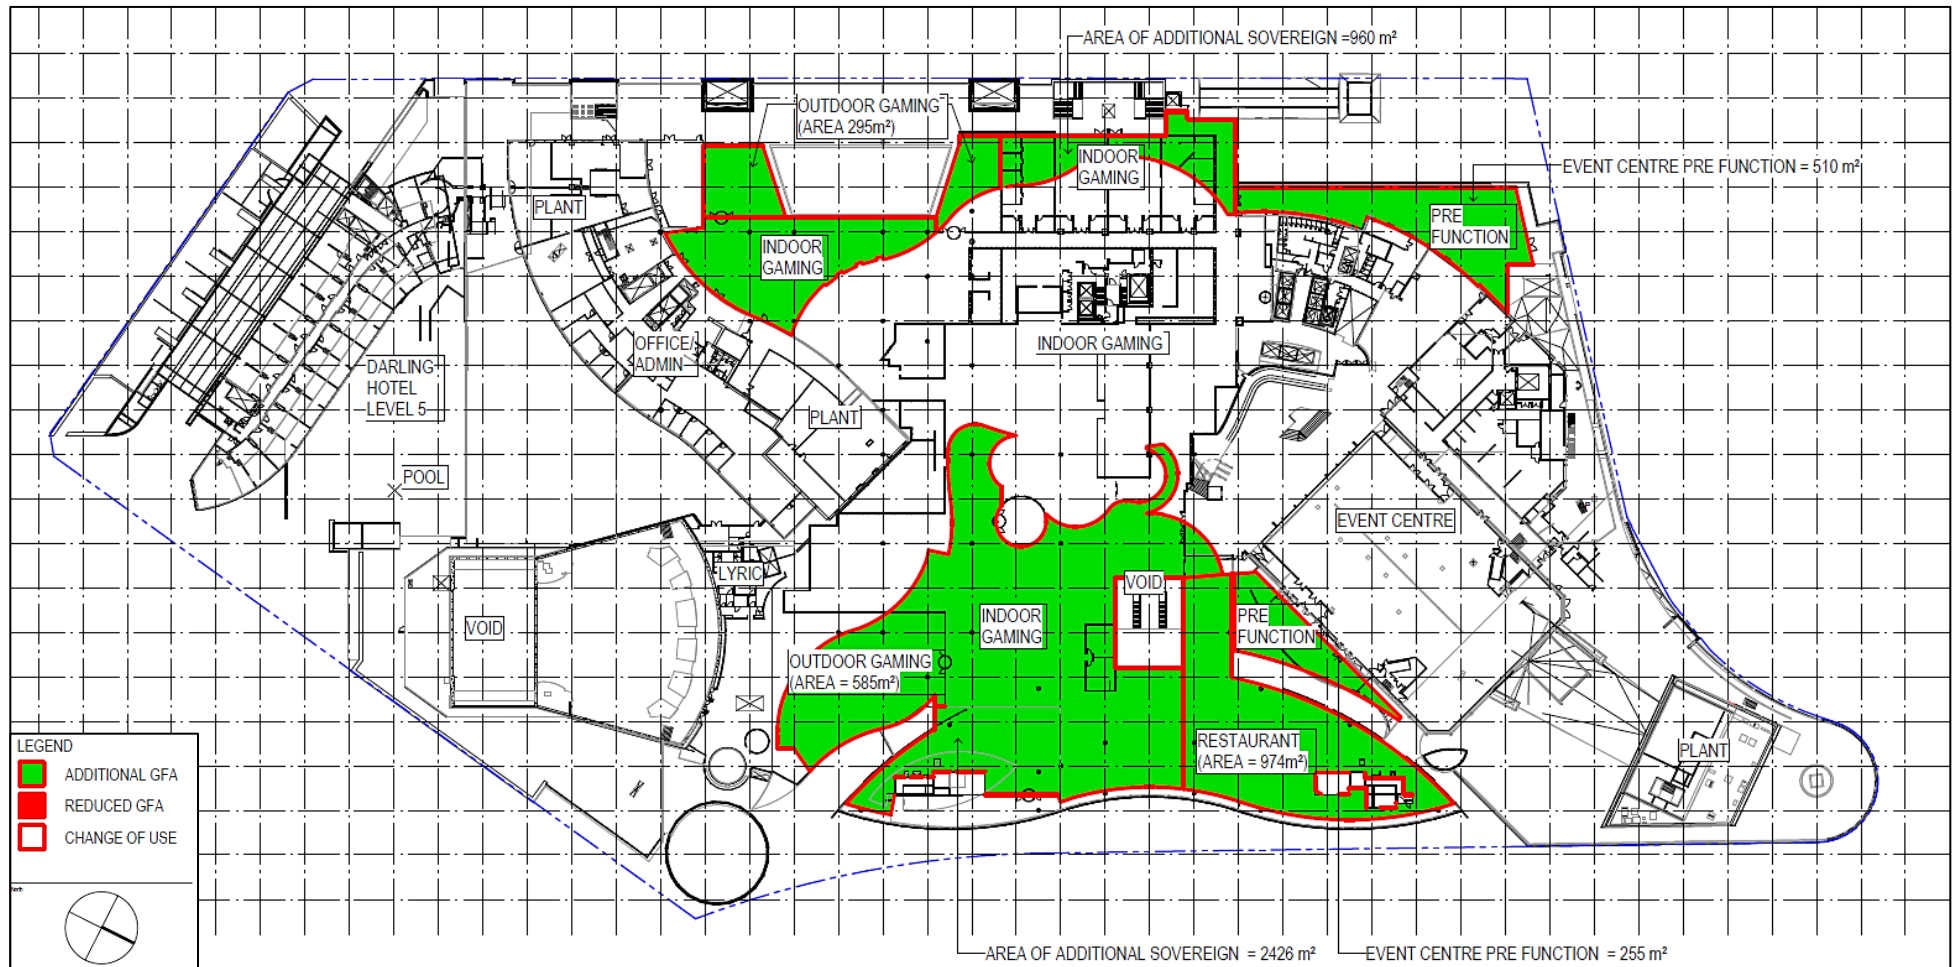 AREA OF ADDITIONAL SOVEREIGN =960 m²
OUTDOOR GAMING
(AREA 295m²)
INDOOR
GAMING
EVENT CENTRE PRE FUNCTION = 510 m²
PLANT
PRE
FUNCTION
INDOOR
GAMING
OFFICE/
ADMIN
INDOOR GAMING
DARLING
HOTEL
LEVEL 5
PLANT
POOL
EVENT CENTRE
LYRIC
VOID
VOID
INDOOR
GAMING
PRE
FUNCTION
OUTDOOR GAMING
(AREA = 585m²)
RESTAURANT
(AREA = 974m²)
PLANT
LEGEND
ADDITIONAL GFA
REDUCED GFA
CHANGE OF USE
North
AREA OF ADDITIONAL SOVEREIGN = 2426 m²
EVENT CENTRE PRE FUNCTION = 255 m²